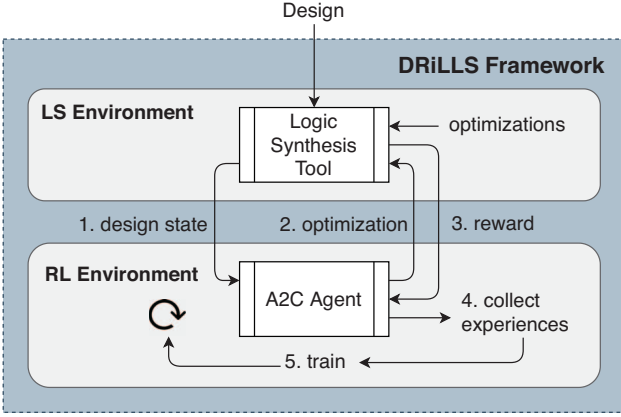 Design
DRiLLS Framework
LS Environment
Logic
Synthesis
Tool
optimizations
1. design state
2. optimization
3. reward
RL Environment
A2C Agent
4. collect
experiences
5. train